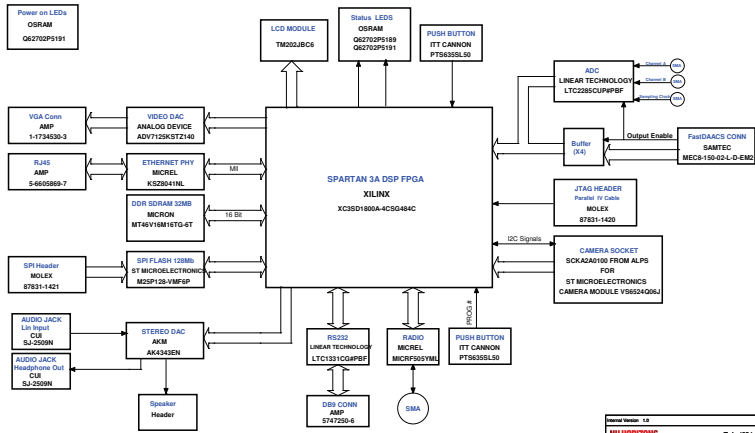 Power on LEDs
OSRAM
Q62702P5191
LCD MODULE
TM202JBC6
Status LEDS
OSRAM
Q62702P5189
Q62702P5191
PUSH BUTTON
ITT CANNON
PTS635SL50
ADC
LINEAR TECHNOLOGY
LTC2285CUP#PBF
Channel A
SMA
Channel B
SMA
Sampling Clock
SMA
VGA Conn
AMP
1-1734530-3
VIDEO DAC
ANALOG DEVICE
ADV7125KSTZ140
Buffer
(X4)
Output Enable
FastDAACS CONN
SAMTEC
MEC8-150-02-L-D-EM2
RJ45
AMP
5-6605869-7
ETHERNET PHY
MICREL
KSZ8041NL
MII
SPARTAN 3A DSP FPGA
XILINX
XC3SD1800A-4CSG484C
JTAG HEADER
Parallel IV Cable
MOLEX
87831-1420
DDR SDRAM 32MB
MICRON
MT46V16M16TG-6T
16 Bit
I2C Signals
CAMERA SOCKET
SCKA2A0100 FROM ALPS
FOR
ST MICROELECTRONICS
CAMERA MODULE VS6524Q06J
SPI Header
MOLEX
87831-1421
SPI FLASH 128Mb
ST MICROELECTRONICS
M25P128-VMF6P
AUDIO JACK
Lin Input
CUI
SJ-2509N
STEREO DAC
AKM
AK4343EN
AUDIO JACK
Headphone Out
CUI
SJ-2509N
Speaker
Header
RS232
LINEAR TECHNOLOGY
LTC1331CG#PBF
RADIO
MICREL
MICRF505YML
PROG #
PUSH BUTTON
ITT CANNON
PTS635SL50
DB9 CONN
AMP
5747250-6
SMA
Internal Version 1.0